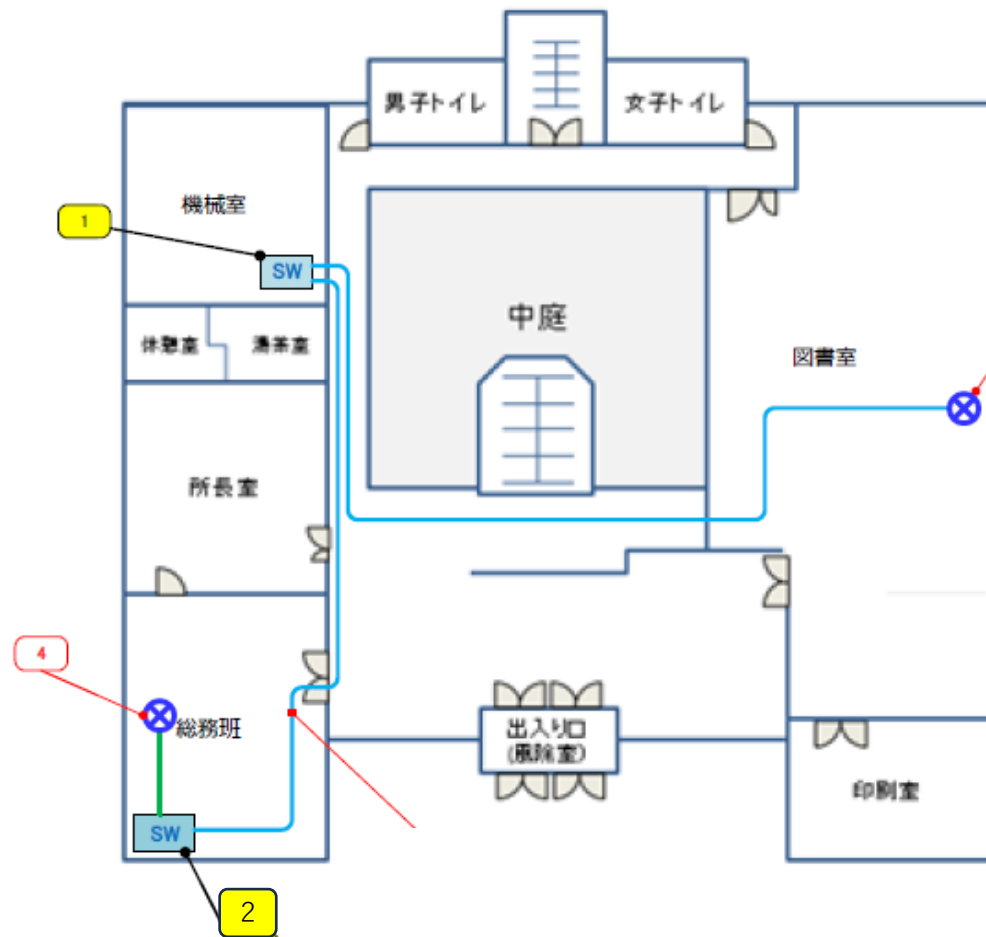 男子トイレ
女子トイレ
機械室
1
SW
中庭
休憩室
湯茶室
図書室
所長室
4
総務班
出入り口
(風除室)
印刷室
SW
2